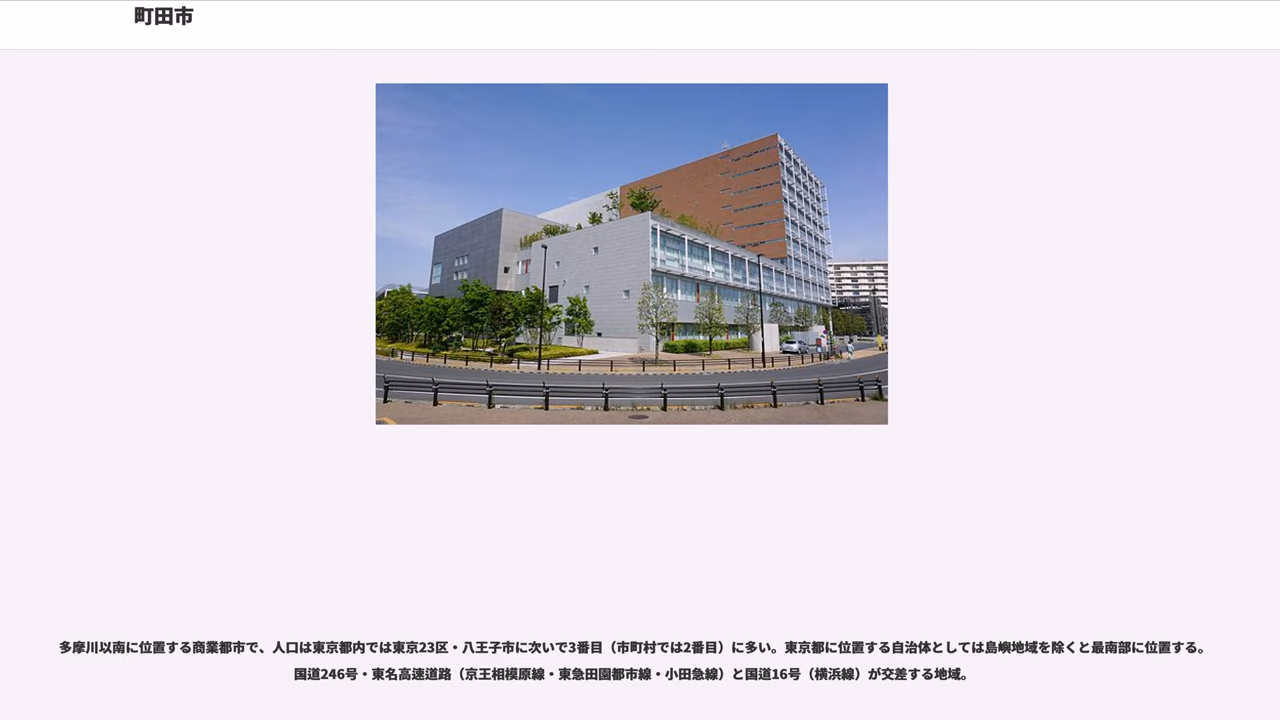 町田市
多摩川以南に位置する商業都市で、人口は東京都内では東京23区・八王子市に次いで3番目（市町村では2番目）に多い。東京都に位置する自治体としては島嶼地域を除くと最南部に位置する。
国道246号・東名高速道路（京王相模原線・東急田園都市線・小田急線）と国道16号（横浜線）が交差する地域。